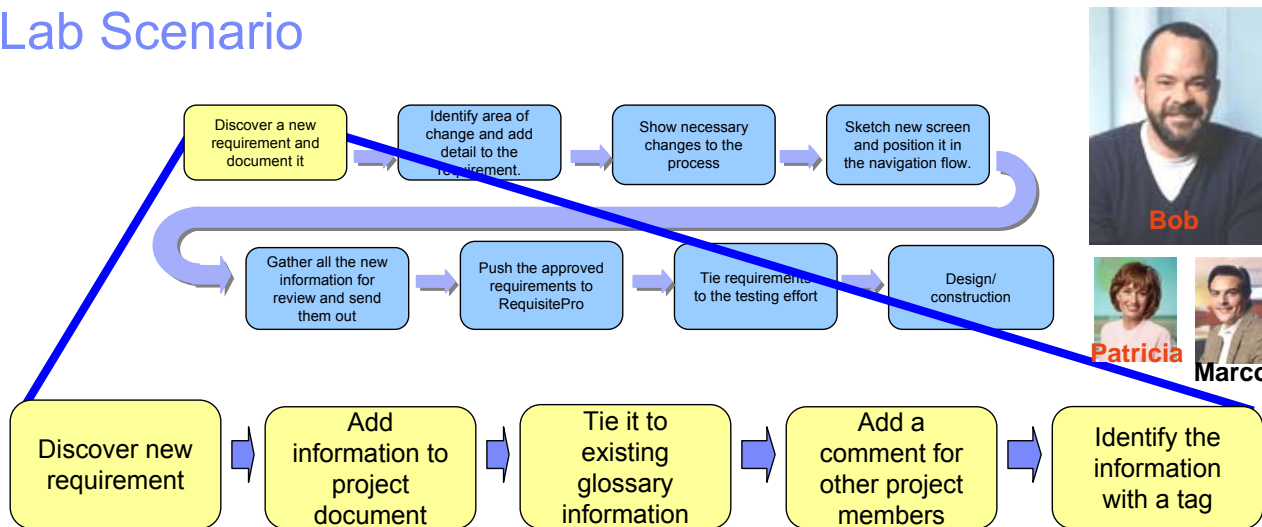 Lab Scenario
Discover a new
requirement and
document it
Identify area of
change and add
detail to the
requirement.
Show necessary
changes to the
process
Sketch new screen
and position it in
the navigation flow.
Gather all the new
information for
review and send
them out
Push the approved
requirements to
RequisitePro
Tie requirements
to the testing effort
Design/
construction
Bob
Patricia
Marco
Discover new
requirement
Add
information to
project
document
Tie it to
existing
glossary
information
Add a
comment for
other project
members
Identify the
information
with a tag